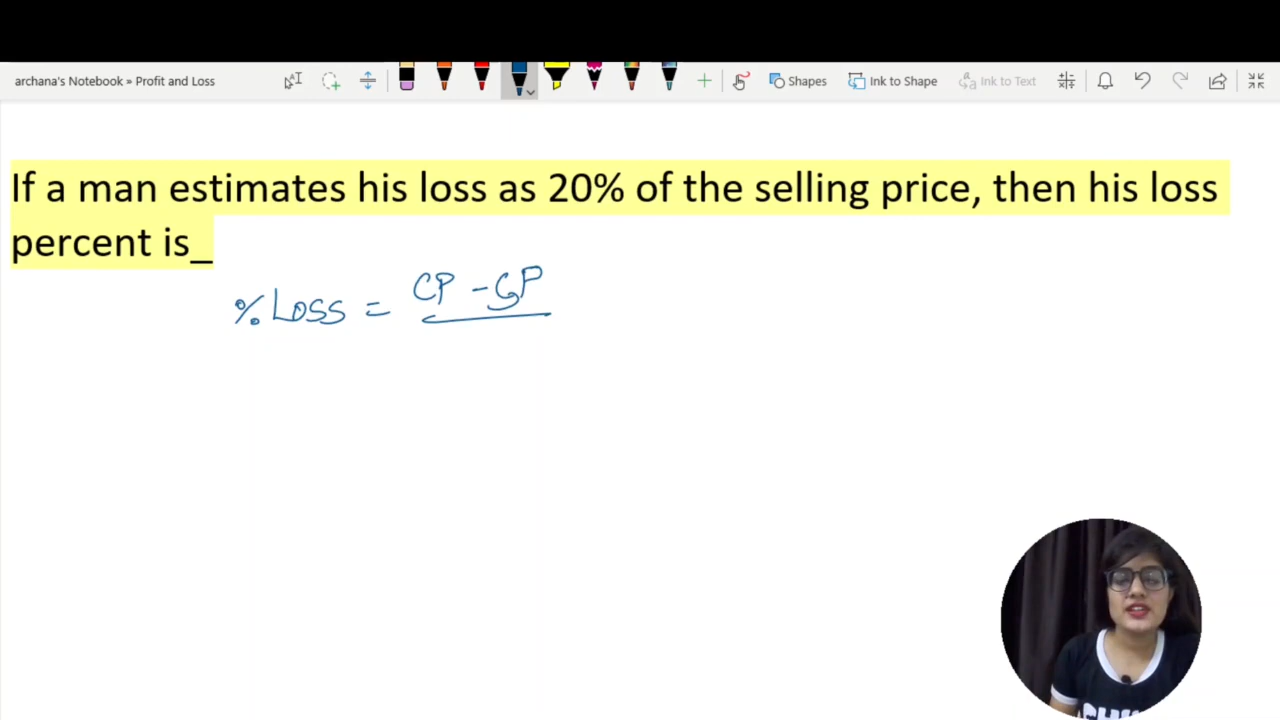 archana's Notebook » Profit and Loss
Shapes
Ink to Shape
Ink to Text
If a man estimates his loss as 20% of the selling price, then his loss
percent is_
% LOSS = CP - SP